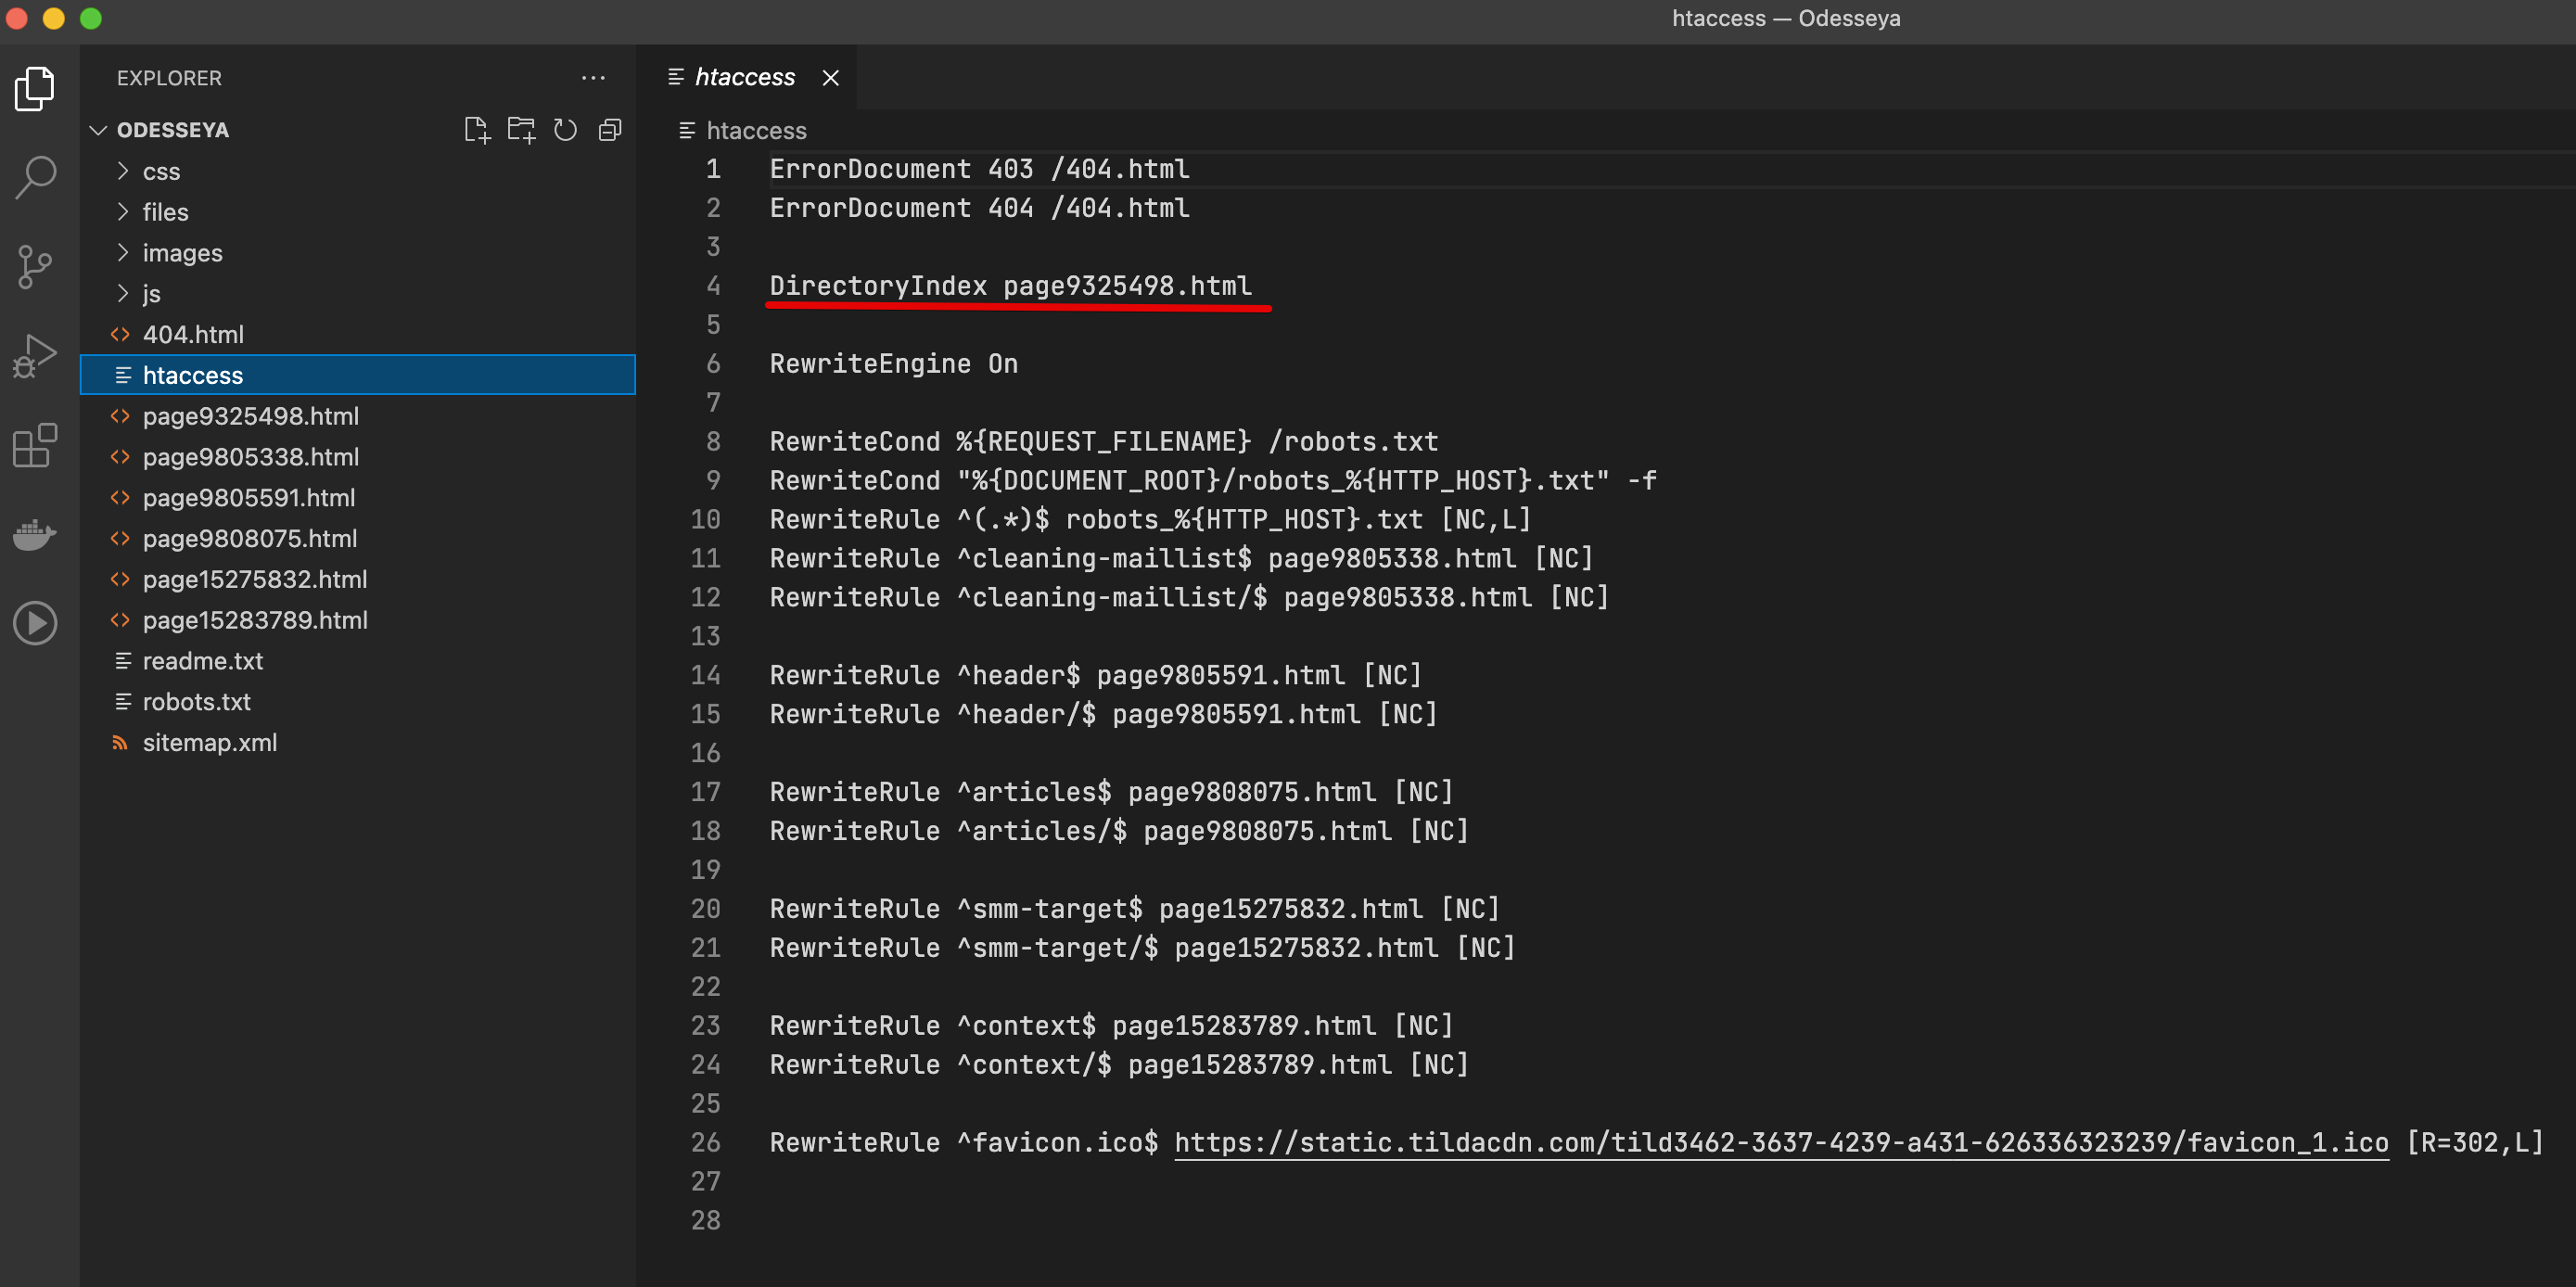 htaccess — Odesseya
EXPLORER
ODESSEYA
css
files
images
js
404.html
htaccess
page9325498.html
page9805338.html
page9805591.html
page9808075.html
page15275832.html
page15283789.html
readme.txt
robots.txt
sitemap.xml
htaccess
htaccess
1 ErrorDocument 403 /404.html
2 ErrorDocument 404 /404.html
3
4 DirectoryIndex page9325498.html
5
6 RewriteEngine On
7
8 RewriteCond %{REQUEST_FILENAME} /robots.txt
9 RewriteCond "%{DOCUMENT_ROOT}/robots_%{HTTP_HOST}.txt" -f
10 RewriteRule ^(.*)$ robots_%{HTTP_HOST}.txt [NC,L]
11 RewriteRule ^cleaning-maillist$ page9805338.html [NC]
12 RewriteRule ^cleaning-maillist/$ page9805338.html [NC]
13
14 RewriteRule ^header$ page9805591.html [NC]
15 RewriteRule ^header/$ page9805591.html [NC]
16
17 RewriteRule ^articles$ page9808075.html [NC]
18 RewriteRule ^articles/$ page9808075.html [NC]
19
20 RewriteRule ^smm-target$ page15275832.html [NC]
21 RewriteRule ^smm-target/$ page15275832.html [NC]
22
23 RewriteRule ^context$ page15283789.html [NC]
24 RewriteRule ^context/$ page15283789.html [NC]
25
26 RewriteRule ^favicon.ico$ https://static.tildacdn.com/tild3462-3637-4239-a431-626336323239/favicon_1.ico [R=302,L]
27
28